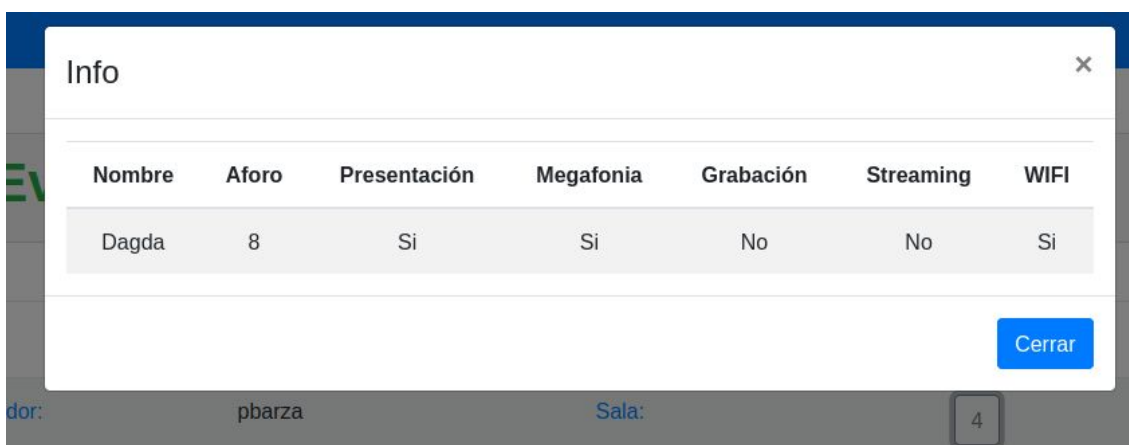 Info ×
Ev
Nombre Aforo Presentación Megafonia Grabación Streaming WIFI
Dagda 8 Si Si No No Si
Cerrar
dor: pbarza Sala: 4